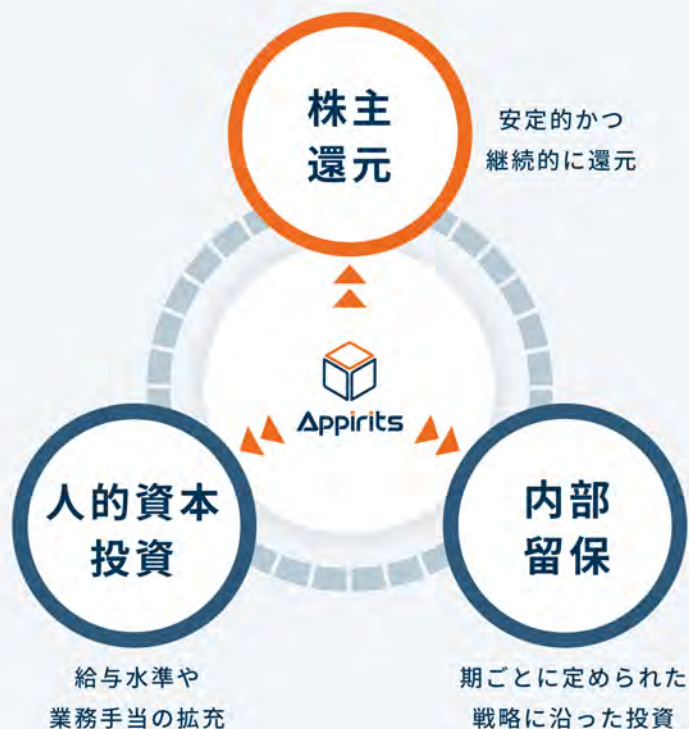 株主
還元
安定的かつ
継続的に還元
Appirits
人的資本
投資
給与水準や
業務手当の拡充
内部
留保
期ごとに定められた
戦略に沿った投資